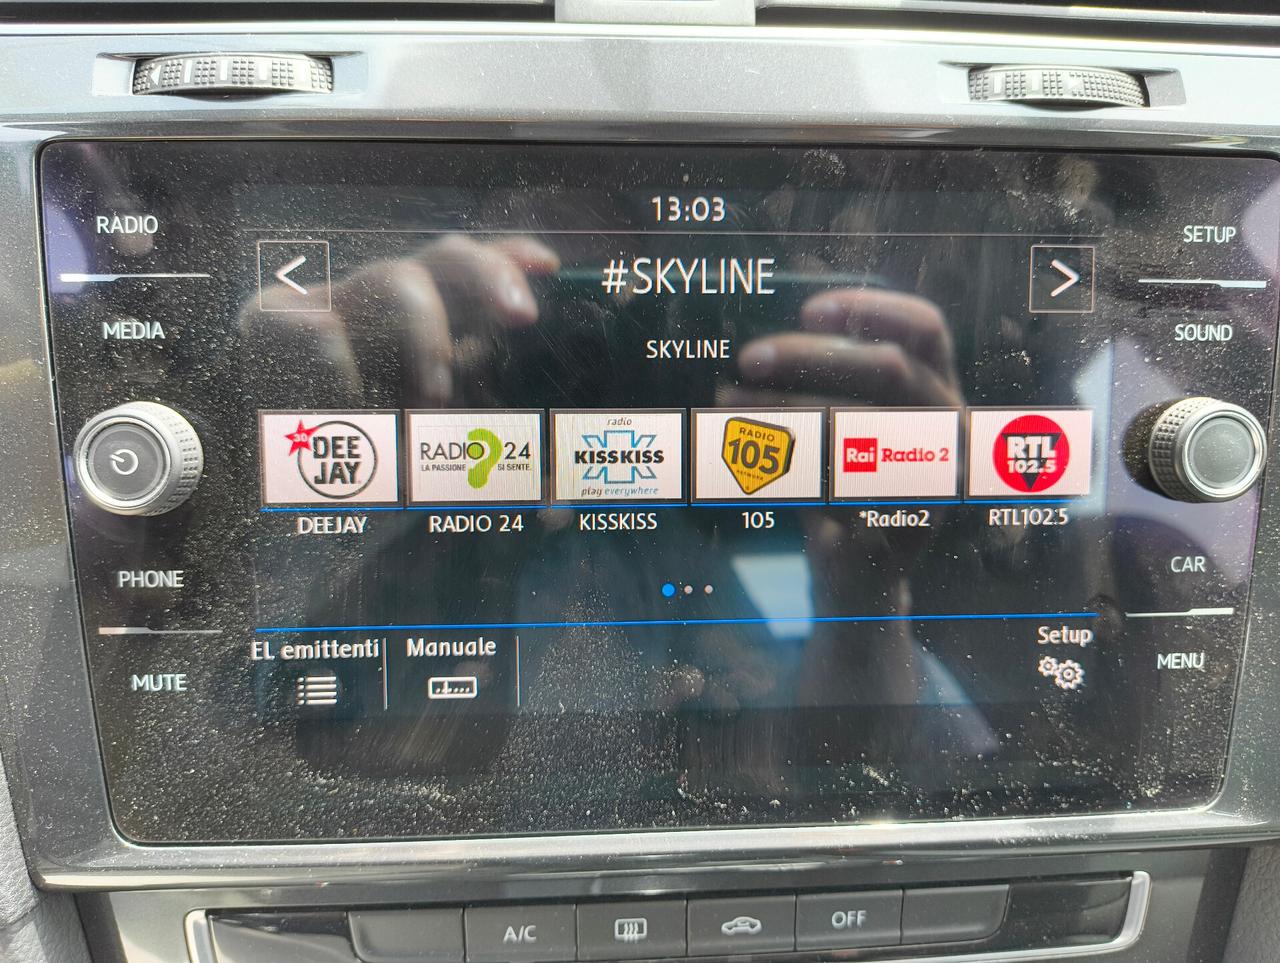 RADIO
MEDIA
PHONE
MUTE
13:03
<
#SKYLINE
>
SKYLINE
30 DEE
JAY
RADIO 24
LA PASSIONE SI SENTE.
radio
KISSKISS
play everywhere
RADIO
105
NETWORK
Rai Radio 2
RTL
102.5
DEEJAY
RADIO 24
KISSKISS
105
*Radio2
RTL102.5
El. emittenti
Manuale
Setup
SETUP
SOUND
CAR
MENU
A/C
OFF